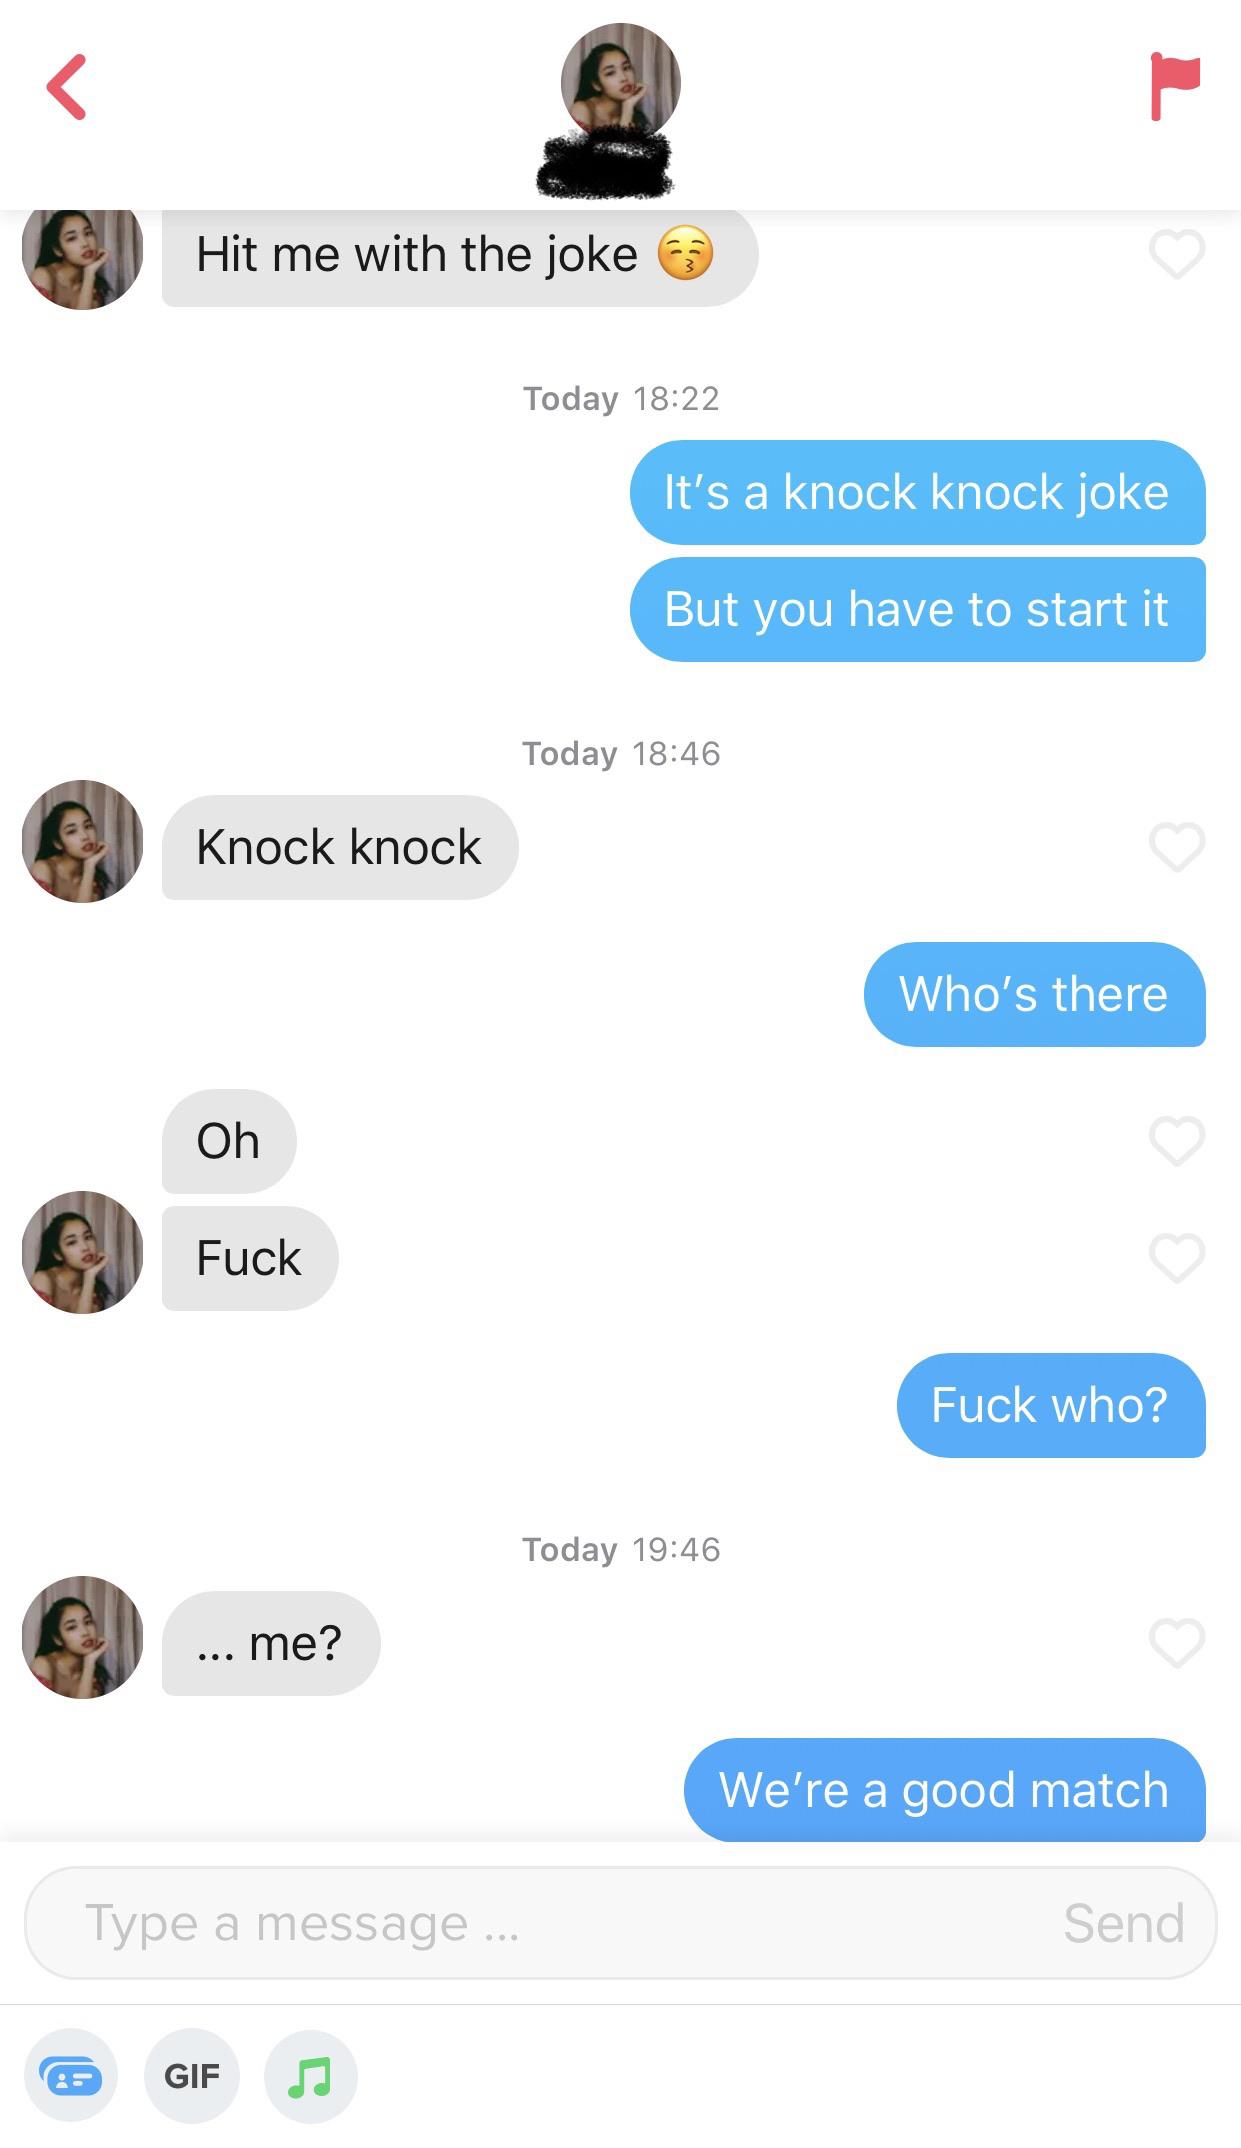 Hit me with the joke 😚
Today 18:22
It’s a knock knock joke
But you have to start it
Today 18:46
Knock knock
Who’s there
Oh
Fuck
Fuck who?
Today 19:46
... me?
We’re a good match
Type a message ...
Send
GIF